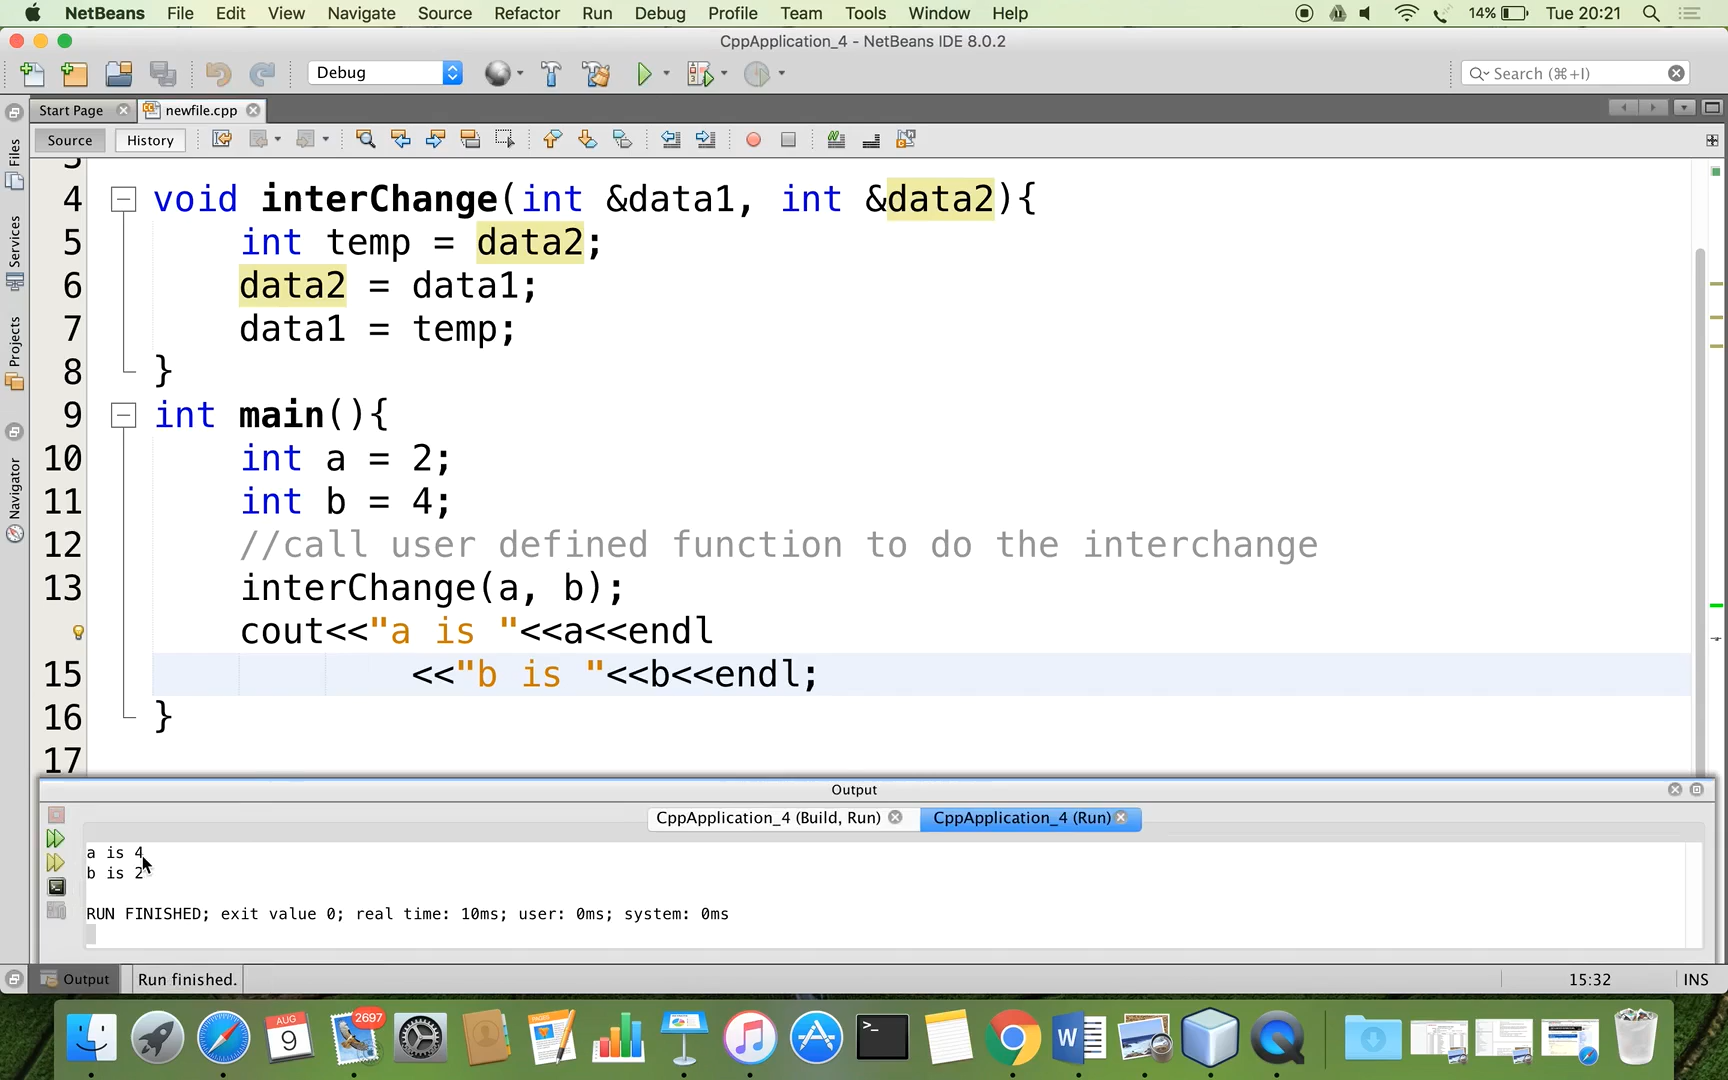 NetBeans File Edit View Navigate Source Refactor Run Debug Profile Team Tools Window Help 14% Tue 20:21
CppApplication_4 - NetBeans IDE 8.0.2
Debug Search (⌘+I)
Start Page newfile.cpp
Source History
Files
Services
Projects
Navigator
4 void interChange(int &data1, int &data2){
5 int temp = data2;
6 data2 = data1;
7 data1 = temp;
8 }
9 int main(){
10 int a = 2;
11 int b = 4;
12 //call user defined function to do the interchange
13 interChange(a, b);
cout<<"a is "<<a<<endl
15 <<"b is "<<b<<endl;
16 }
17
Output
CppApplication_4 (Build, Run) CppApplication_4 (Run)
a is 4
b is 2
RUN FINISHED; exit value 0; real time: 10ms; user: 0ms; system: 0ms
Output Run finished. 15:32 INS
2697
AUG
9